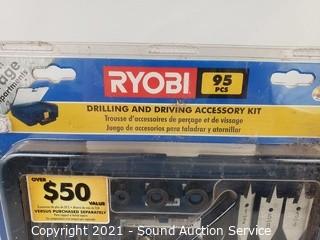 RYOBI
95
PCS
DRILLING AND DRIVING ACCESSORY KIT
Trousse d'accessoires de perçage et de vissage
Juego de accesorios para taladrar y atornillar
OVER
$50
VALUE
VERSUS PURCHASED SEPARATELY
Copyright 2021 - Sound Auction Service